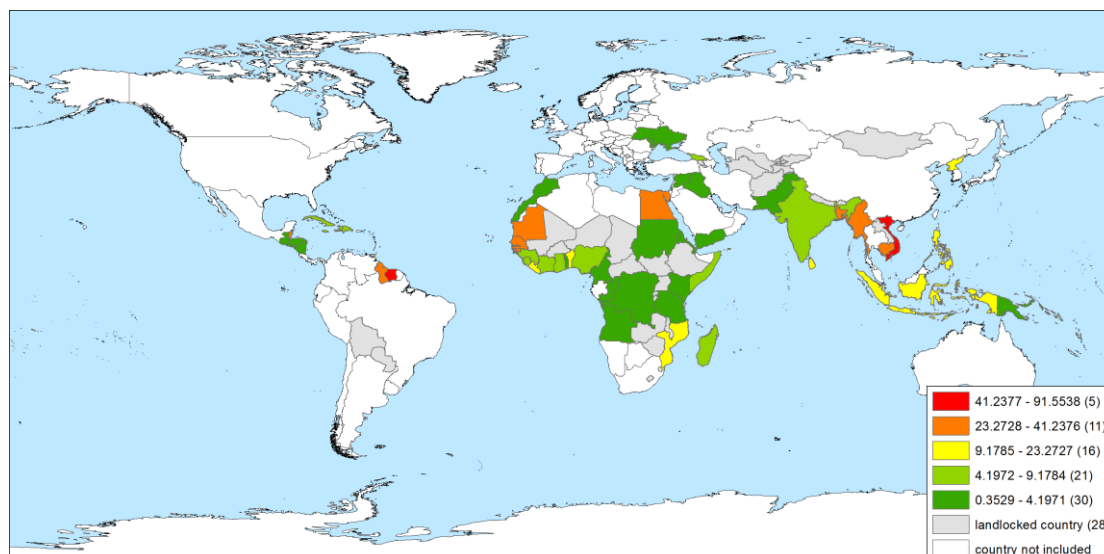 41.2377 - 91.5538 (5)
23.2728 - 41.2376 (11)
9.1785 - 23.2727 (16)
4.1972 - 9.1784 (21)
0.3529 - 4.1971 (30)
landlocked country (28
country not included